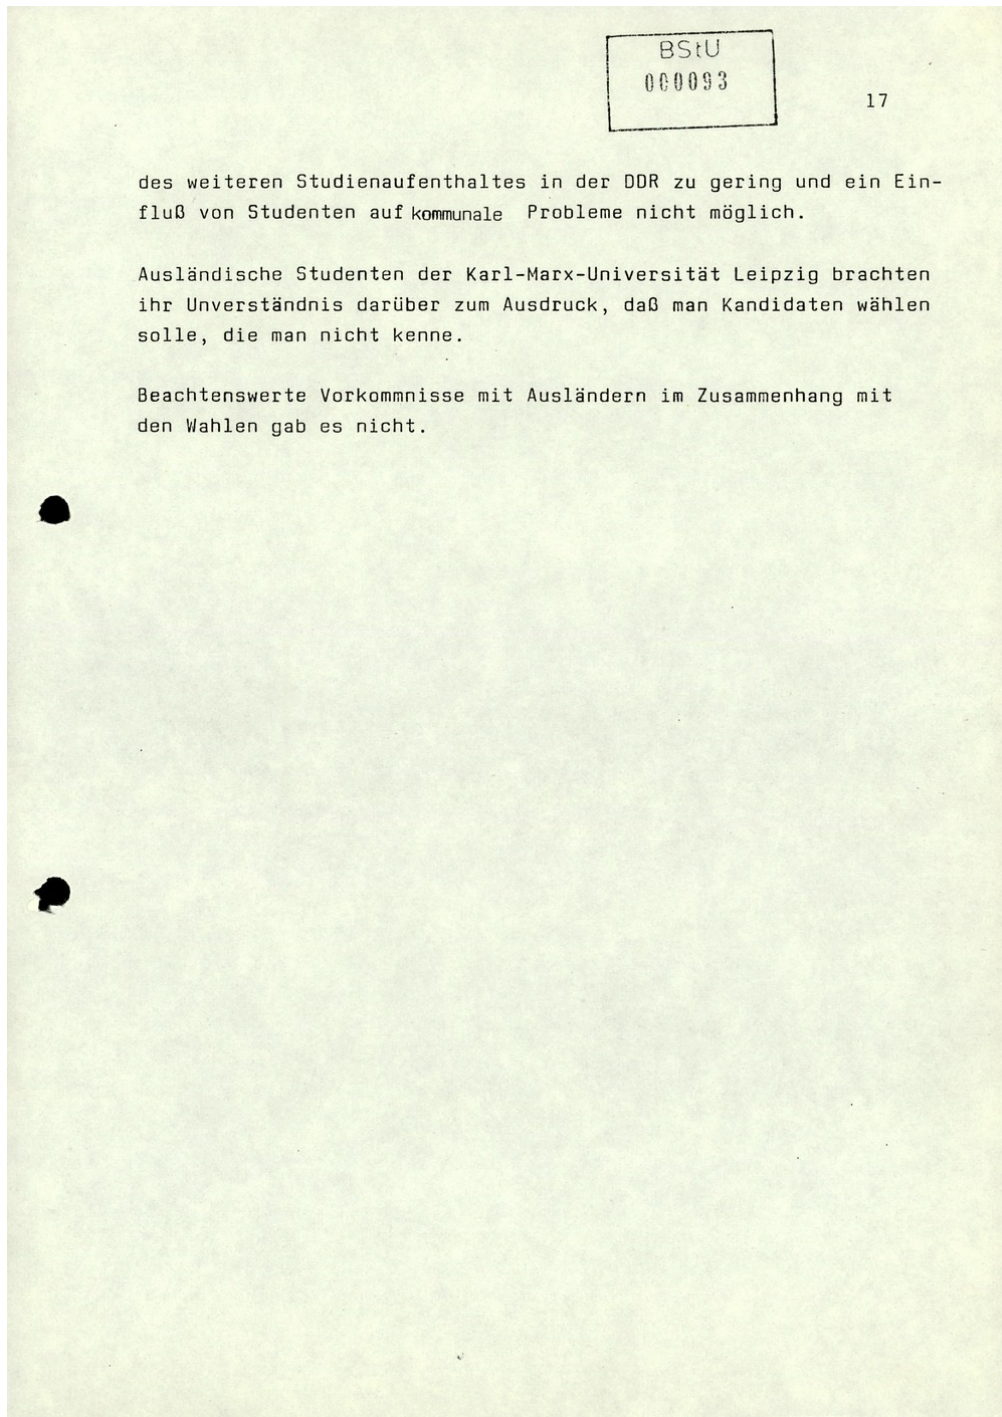 BStU
000093
17
des weiteren Studienaufenthaltes in der DDR zu gering und ein Ein-
fluß von Studenten auf kommunale Probleme nicht möglich.
Ausländische Studenten der Karl-Marx-Universität Leipzig brachten
ihr Unverständnis darüber zum Ausdruck, daß man Kandidaten wählen
solle, die man nicht kenne.
Beachtenswerte Vorkommnisse mit Ausländern im Zusammenhang mit
den Wahlen gab es nicht.